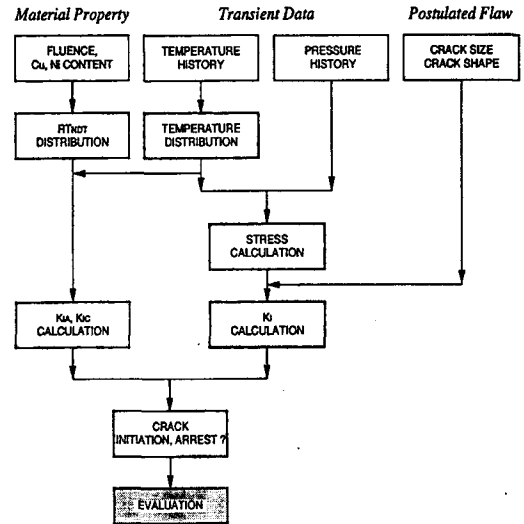 Material Property
Transient Data
Postulated Flaw
FLUENCE,
Cu, Ni CONTENT
TEMPERATURE
HISTORY
PRESSURE
HISTORY
CRACK SIZE
CRACK SHAPE
RTNDT
DISTRIBUTION
TEMPERATURE
DISTRIBUTION
STRESS
CALCULATION
KIA, KIC
CALCULATION
KI
CALCULATION
CRACK
INITIATION, ARREST ?
EVALUATION